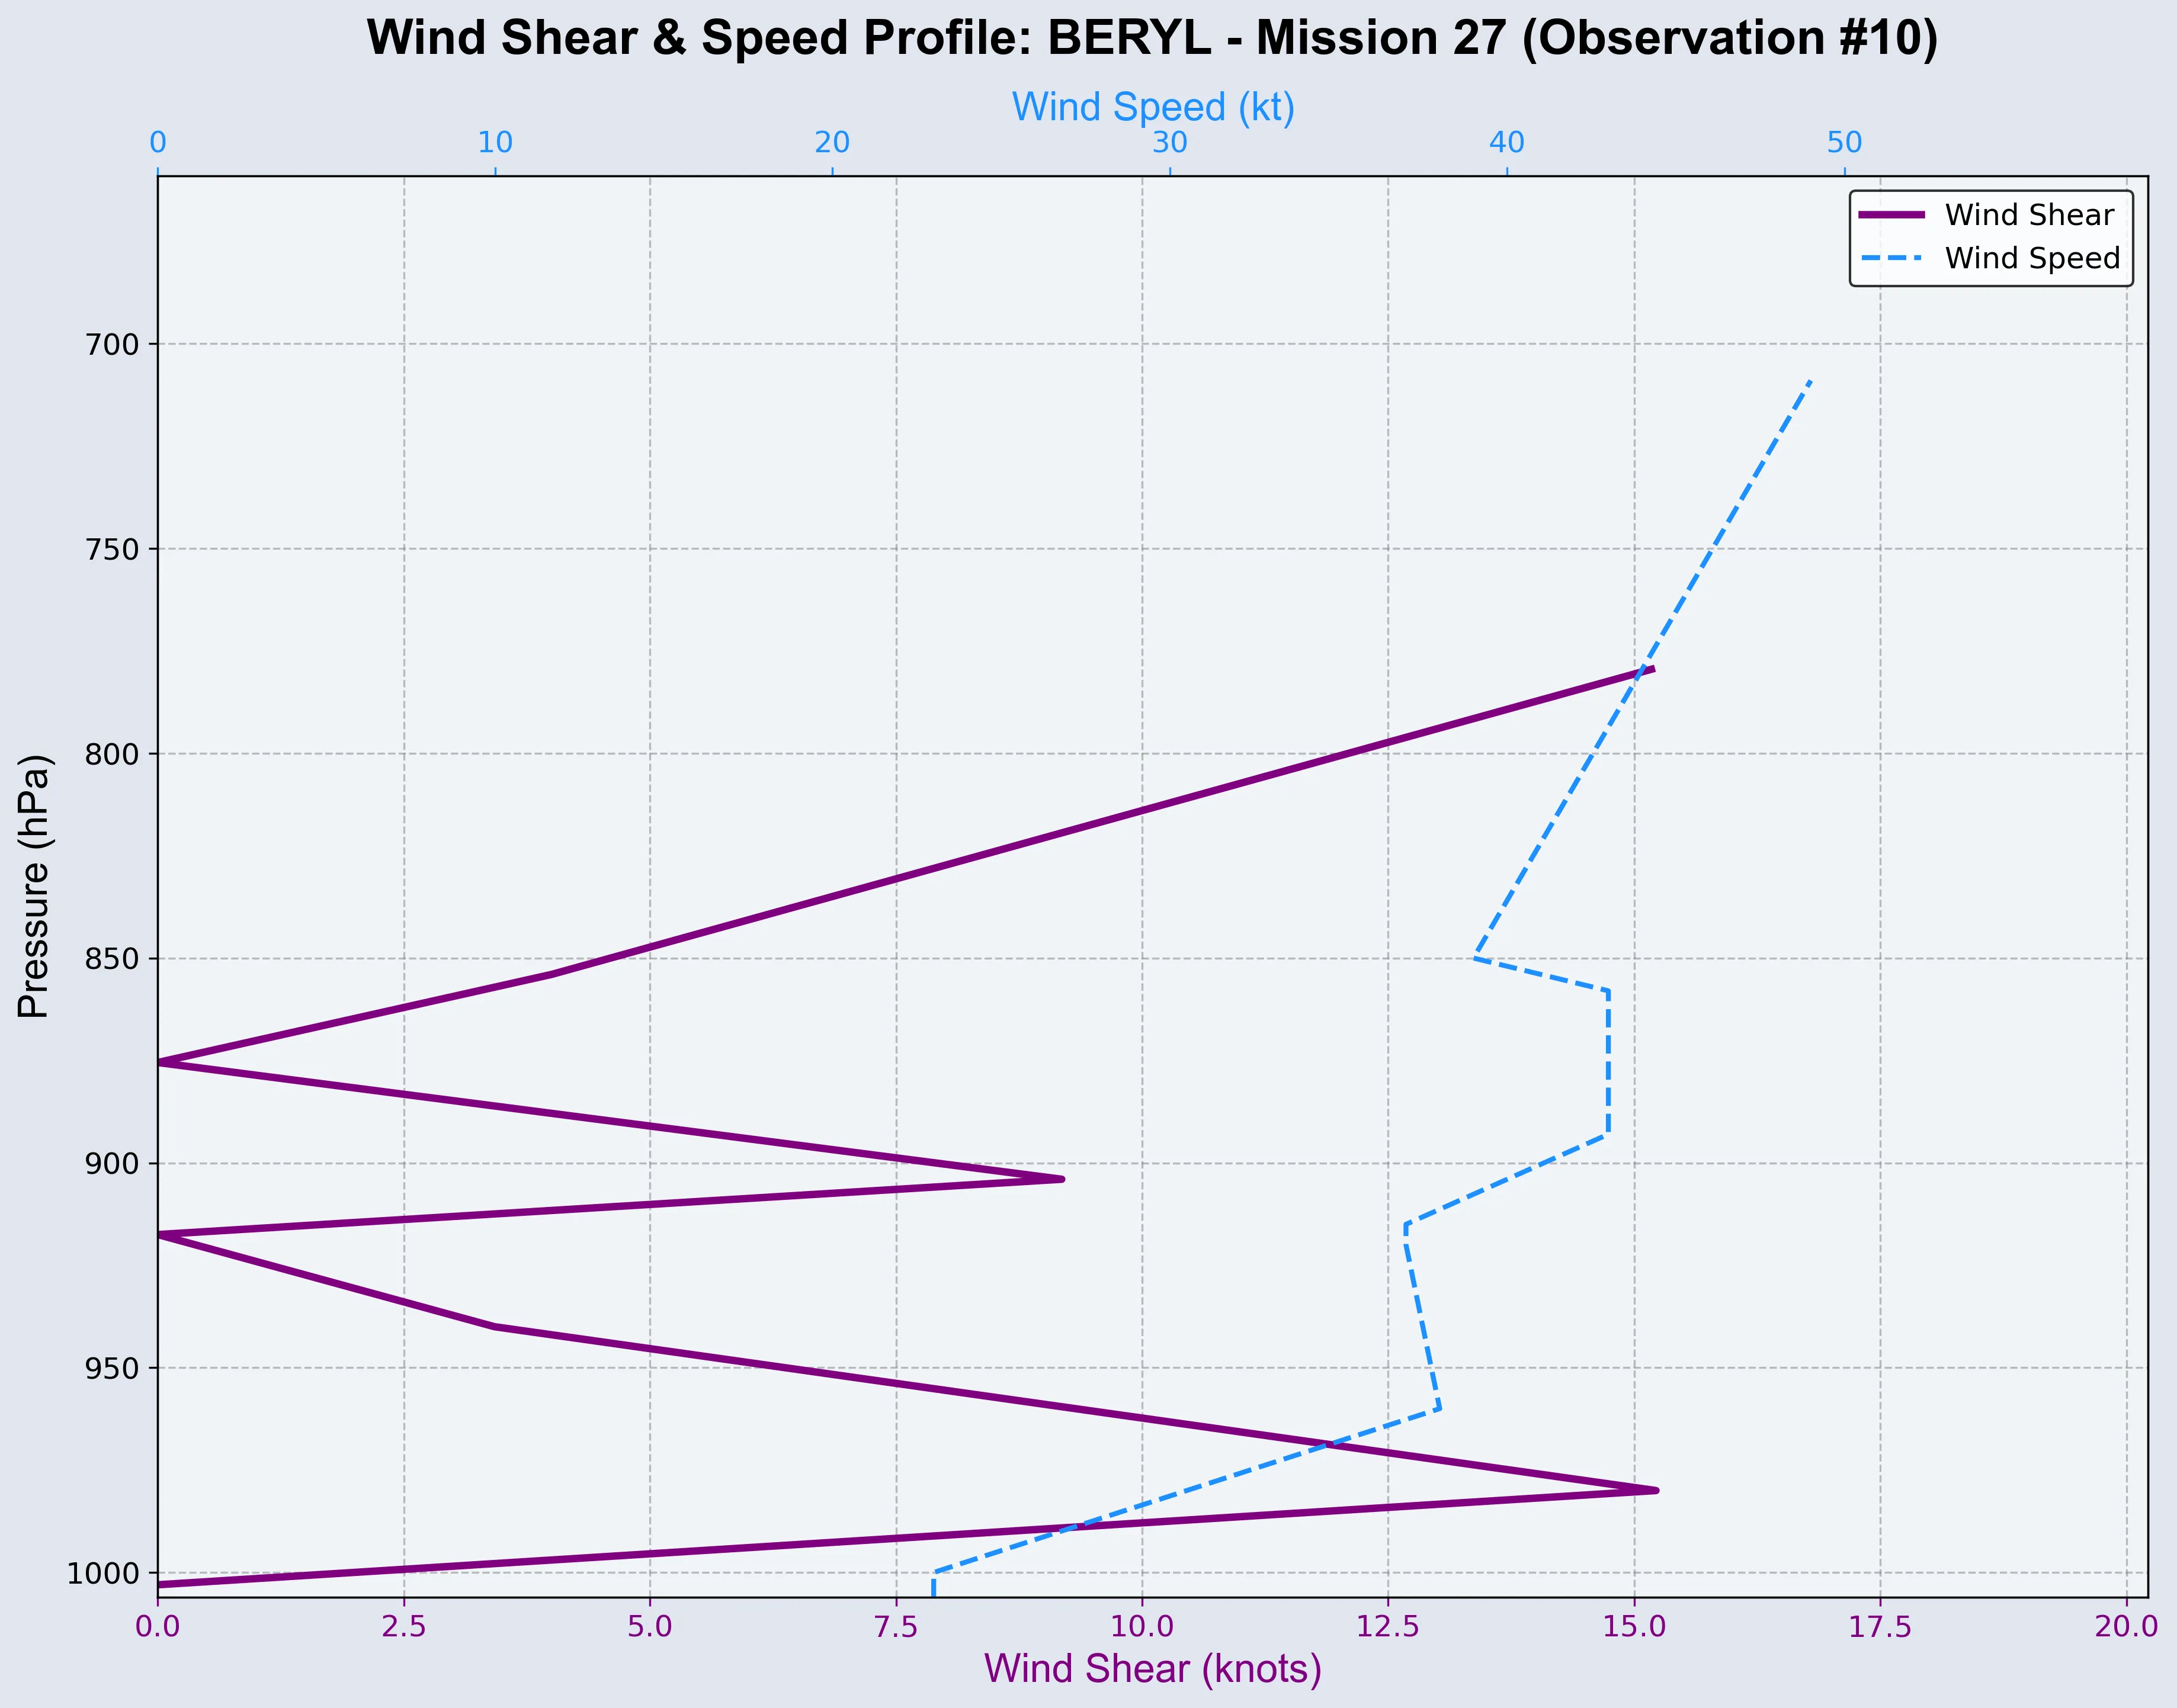 Wind Shear & Speed Profile: BERYL - Mission 27 (Observation #10)
Wind Speed (kt)
0 10 20 30 40 50
Wind Shear
Wind Speed
700
750
800
850
900
950
1000
Pressure (hPa)
0.0 2.5 5.0 7.5 10.0 12.5 15.0 17.5 20.0
Wind Shear (knots)